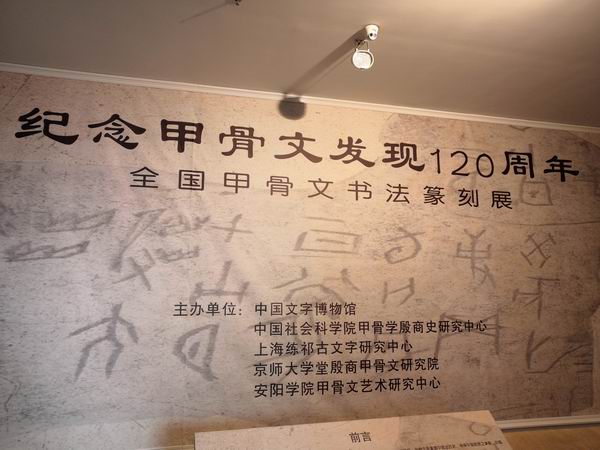 纪念甲骨文发现120周年
全国甲骨文书法篆刻展
主办单位：中国文字博物馆
中国社会科学院甲骨学殷商史研究中心
上海练祁古文字研究中心
京师大学堂殷商甲骨文研究院
安阳学院甲骨文艺术研究中心
前言